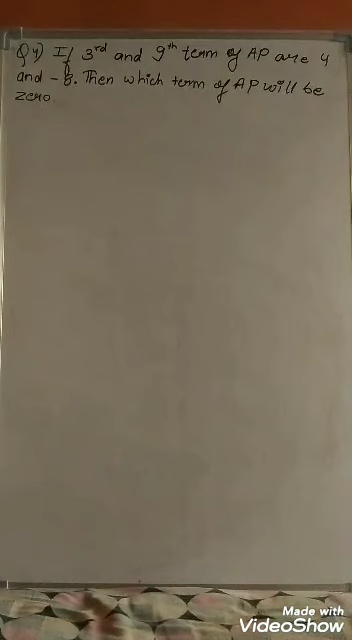 Q4) If 3rd and 9th term of AP are 4
and -8. Then which term of AP will be
zero.
Made with
VideoShow